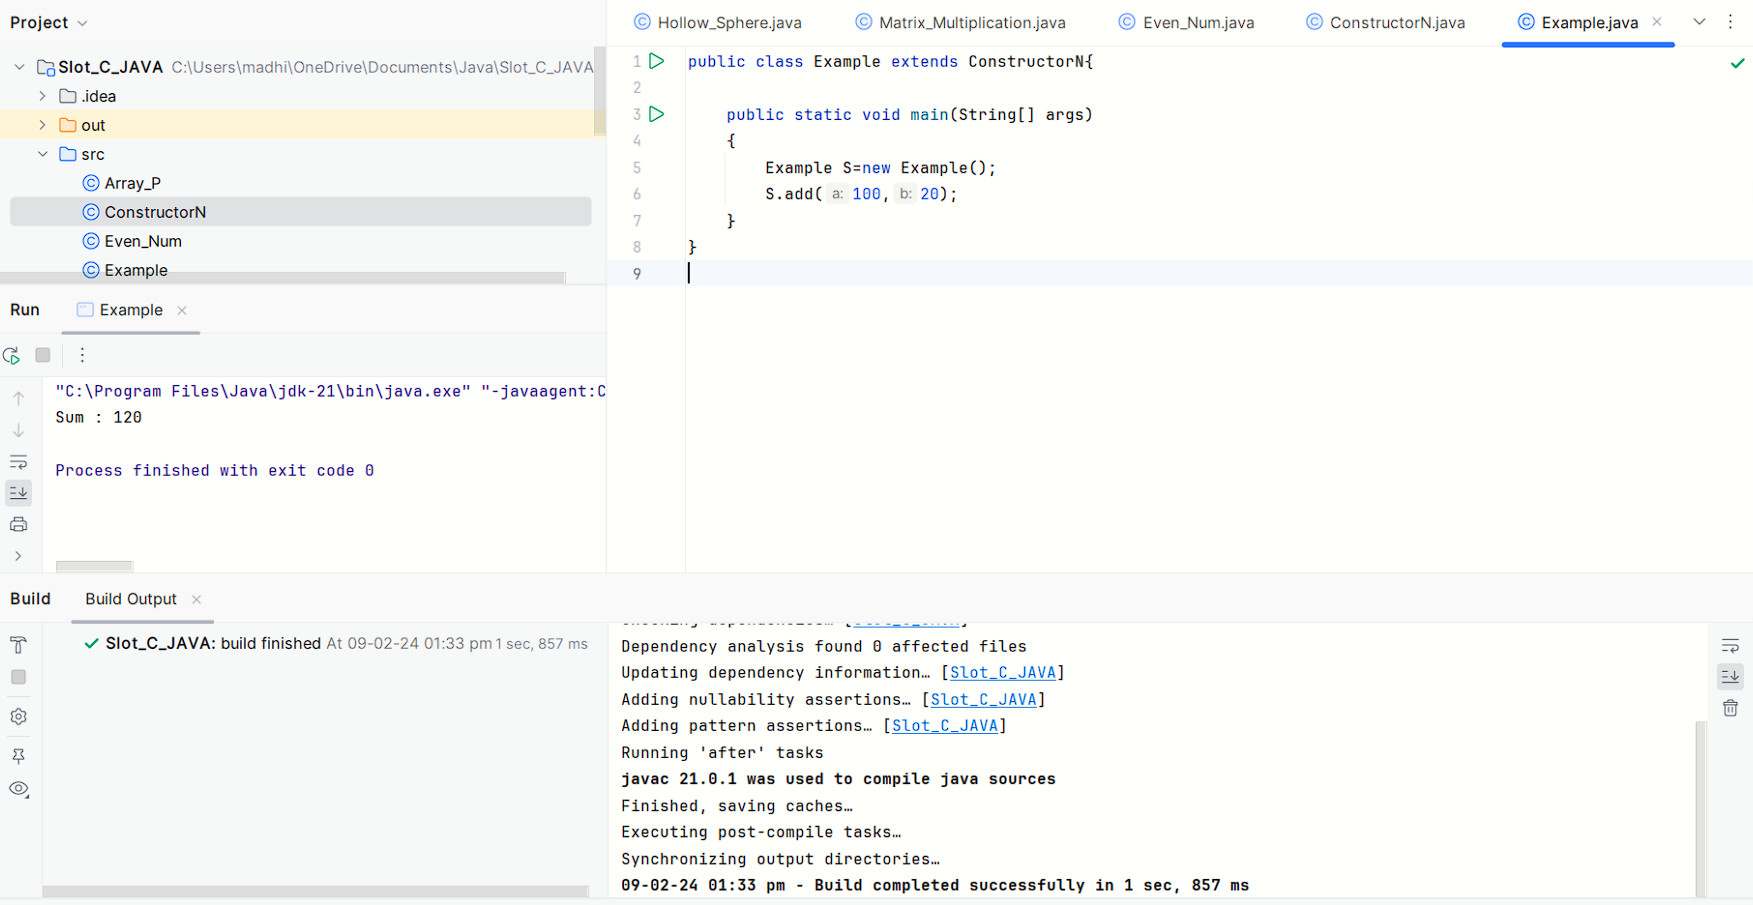 Project
Hollow_Sphere.java
Matrix_Multiplication.java
Even_Num.java
ConstructorN.java
Example.java
Slot_C_JAVA C:\Users\madhi\OneDrive\Documents\Java\Slot_C_JAVA
.idea
out
src
Array_P
ConstructorN
Even_Num
Example
1 public class Example extends ConstructorN{
2
3 public static void main(String[] args)
4 {
5 Example S=new Example();
6 S.add( a: 100, b: 20);
7 }
8 }
9
Run Example
"C:\Program Files\Java\jdk-21\bin\java.exe" "-javaagent:C
Sum : 120
Process finished with exit code 0
Build Build Output
Slot_C_JAVA: build finished At 09-02-24 01:33 pm 1 sec, 857 ms
Dependency analysis found 0 affected files
Updating dependency information… [Slot_C_JAVA]
Adding nullability assertions… [Slot_C_JAVA]
Adding pattern assertions… [Slot_C_JAVA]
Running 'after' tasks
javac 21.0.1 was used to compile java sources
Finished, saving caches…
Executing post-compile tasks…
Synchronizing output directories…
09-02-24 01:33 pm - Build completed successfully in 1 sec, 857 ms